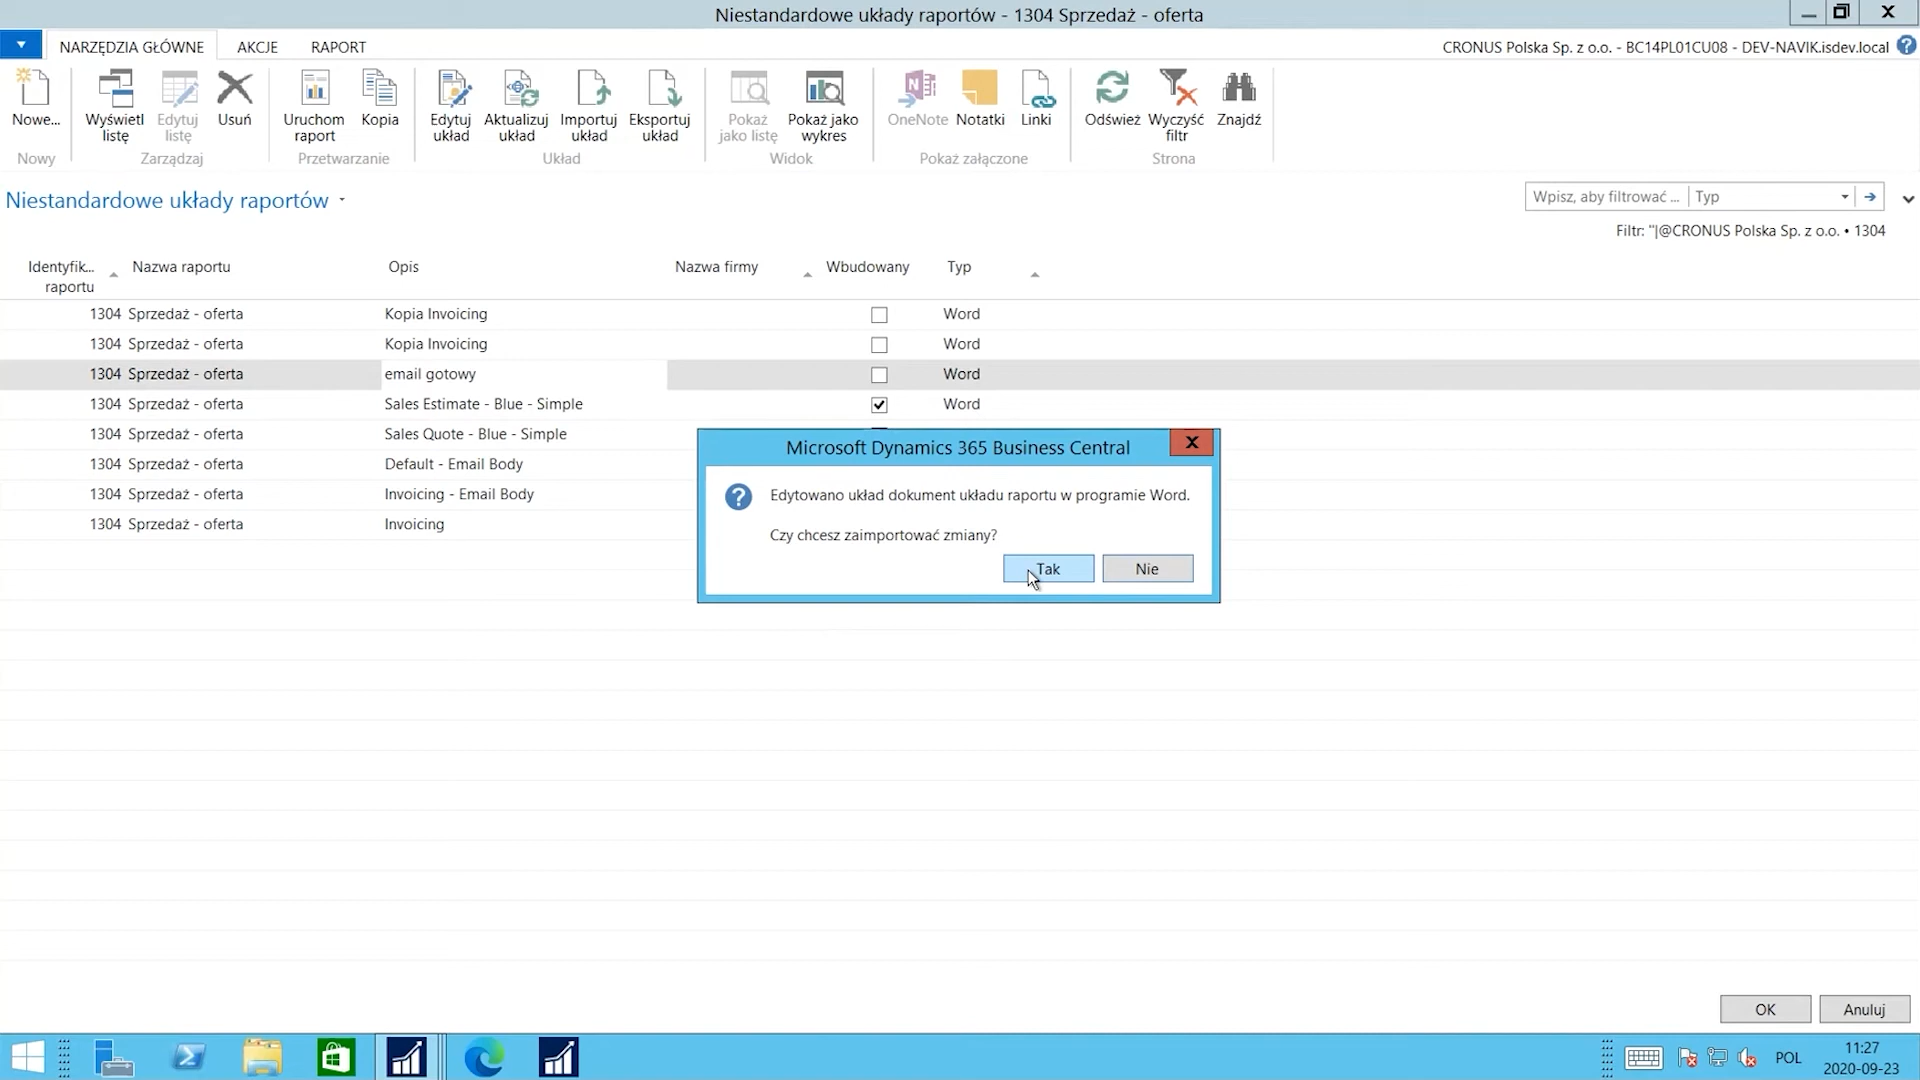 Niestandardowe układy raportów - 1304 Sprzedaż - oferta
NARZĘDZIA GŁÓWNE
AKCJE
RAPORT
CRONUS Polska Sp. z o.o. - BC14PL01CU08 - DEV-NAVIK.isdev.local
Nowe...
Wyświetl listę
Edytuj listę
Usuń
Uruchom raport
Kopia
Edytuj układ
Aktualizuj układ
Importuj układ
Eksportuj układ
Pokaż jako listę
Pokaż jako wykres
OneNote
Notatki
Linki
Odśwież
Wyczyść filtr
Znajdź
Nowy
Zarządzaj
Przetwarzanie
Układ
Widok
Pokaż załączone
Strona
Niestandardowe układy raportów
Wpisz, aby filtrować ...
Typ
Filtr: ''|@CRONUS Polska Sp. z o.o. • 1304
Identyfik... raportu
Nazwa raportu
Opis
Nazwa firmy
Wbudowany
Typ
1304 Sprzedaż - oferta Kopia Invoicing Word
1304 Sprzedaż - oferta Kopia Invoicing Word
1304 Sprzedaż - oferta email gotowy Word
1304 Sprzedaż - oferta Sales Estimate - Blue - Simple Word
1304 Sprzedaż - oferta Sales Quote - Blue - Simple
1304 Sprzedaż - oferta Default - Email Body
1304 Sprzedaż - oferta Invoicing - Email Body
1304 Sprzedaż - oferta Invoicing
Microsoft Dynamics 365 Business Central
Edytowano układ dokument układu raportu w programie Word.
Czy chcesz zaimportować zmiany?
Tak
Nie
OK
Anuluj
POL
11:27
2020-09-23